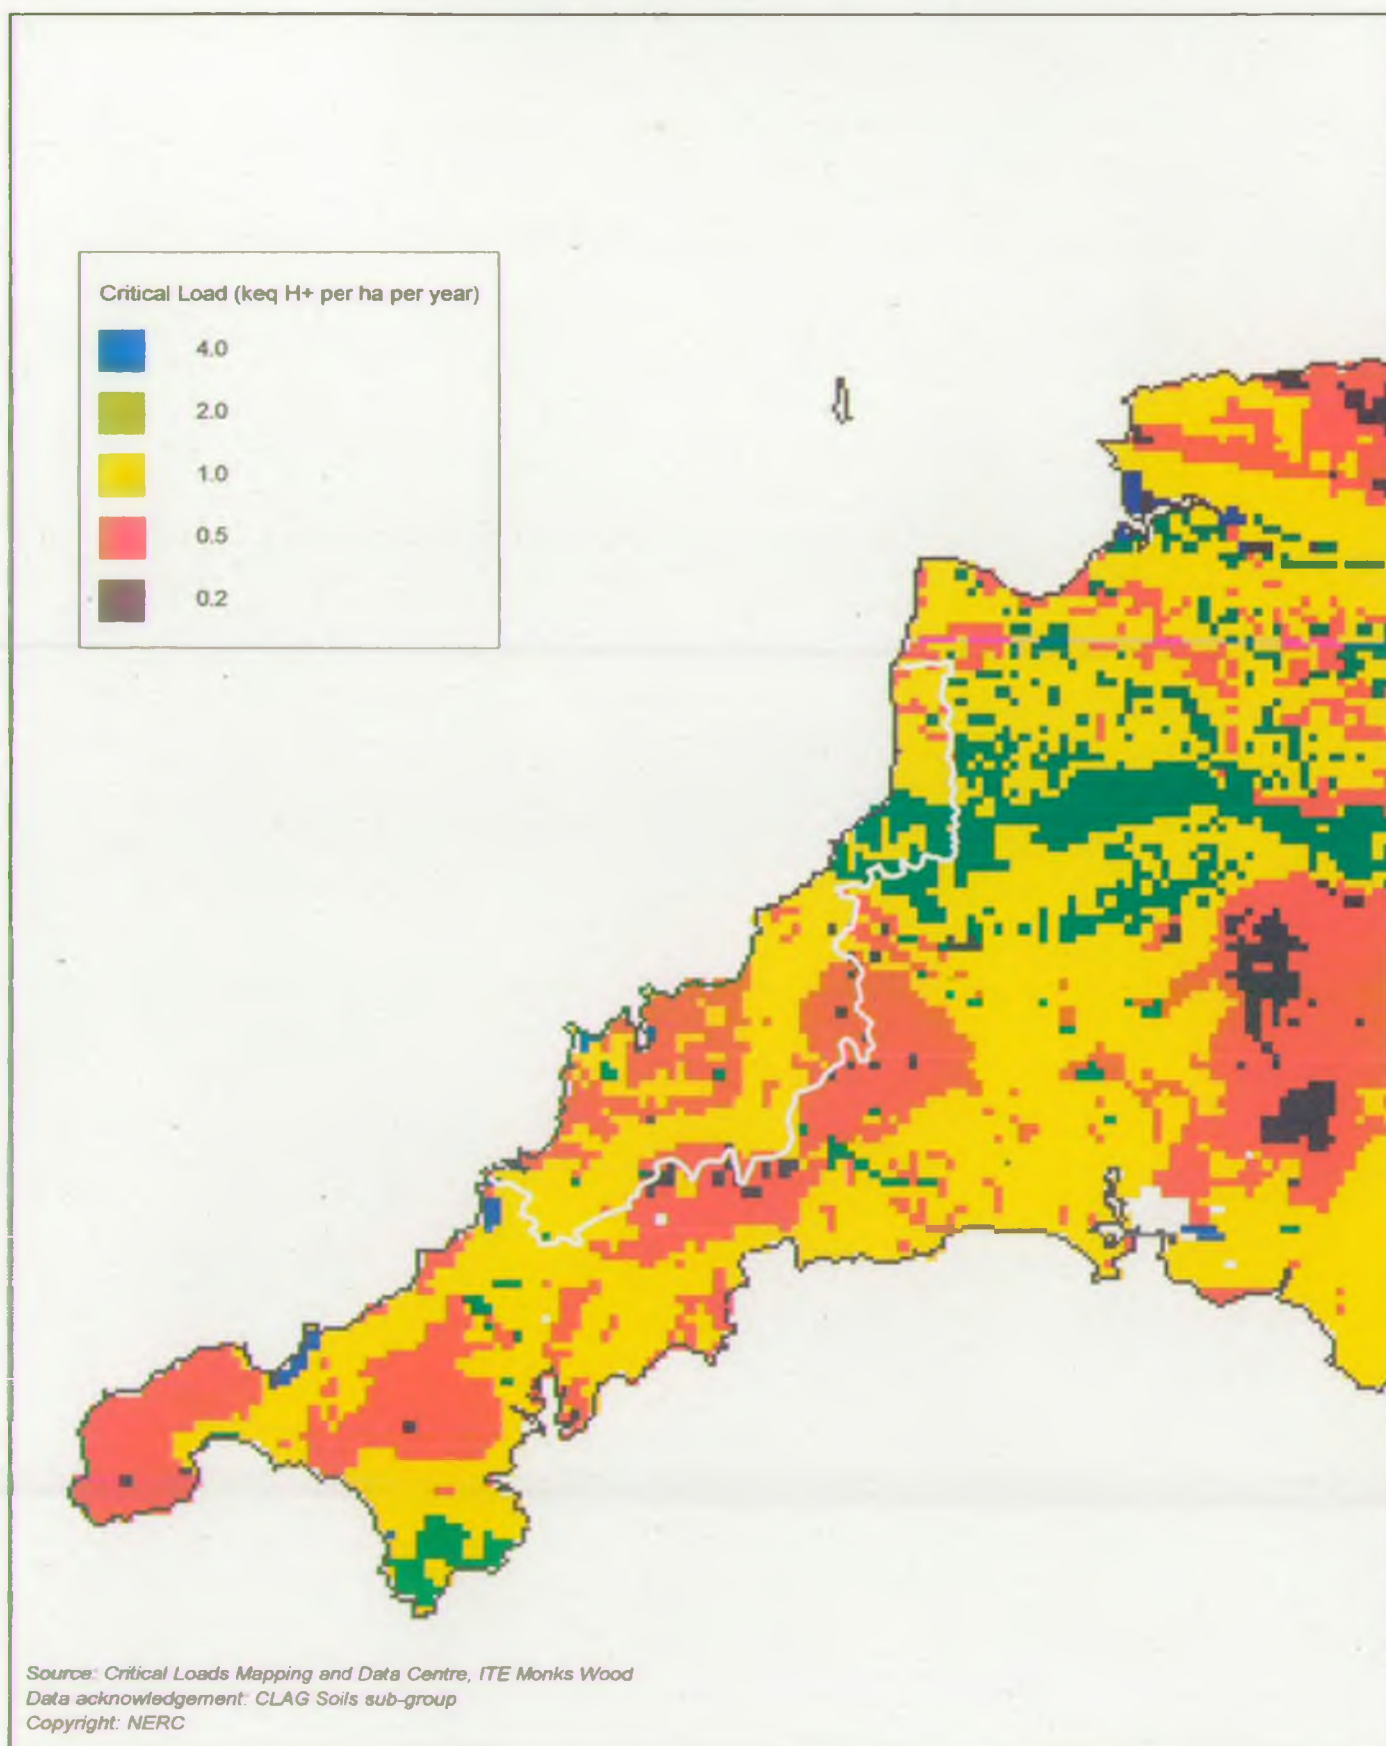 Critical Load (keq H+ per ha per year)
4.0
2.0
1.0
0.5
0.2
Source: Critical Loads Mapping and Data Centre, ITE Monks Wood
Data acknowledgement: CLAG Soils sub-group
Copyright: NERC